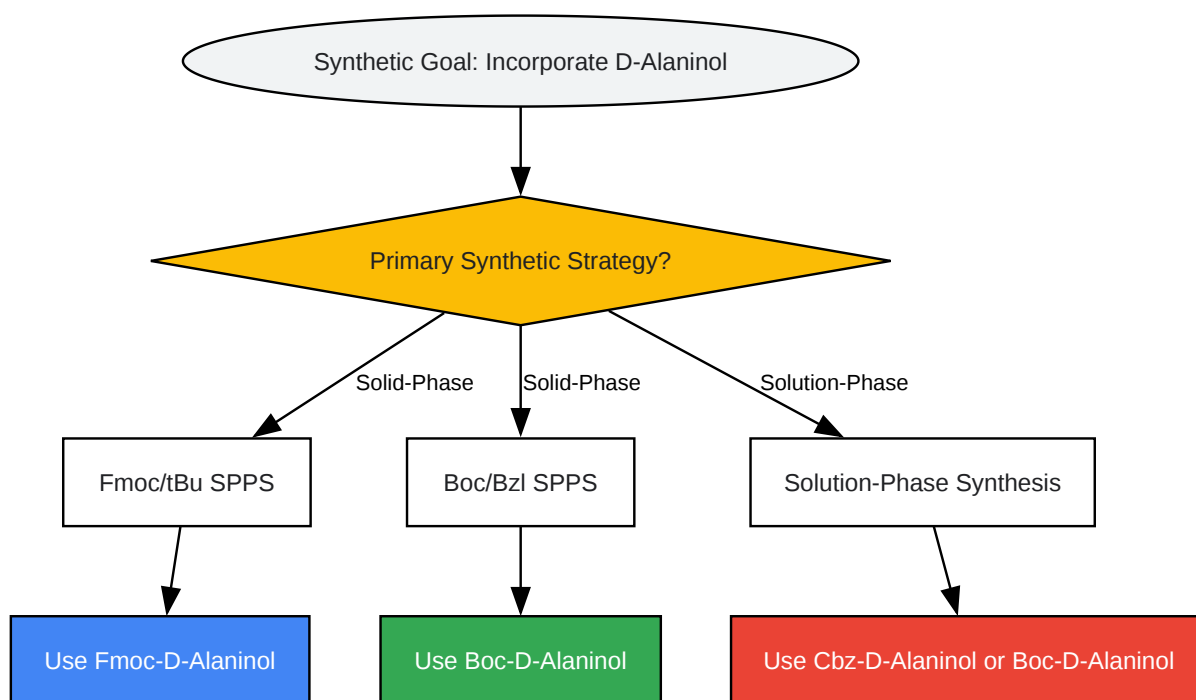 Synthetic Goal: Incorporate D-Alaninol
Primary Synthetic Strategy?
Solid-Phase
Solid-Phase
Solution-Phase
Fmoc/tBu SPPS
Boc/Bzl SPPS
Solution-Phase Synthesis
Use Fmoc-D-Alaninol
Use Boc-D-Alaninol
Use Cbz-D-Alaninol or Boc-D-Alaninol